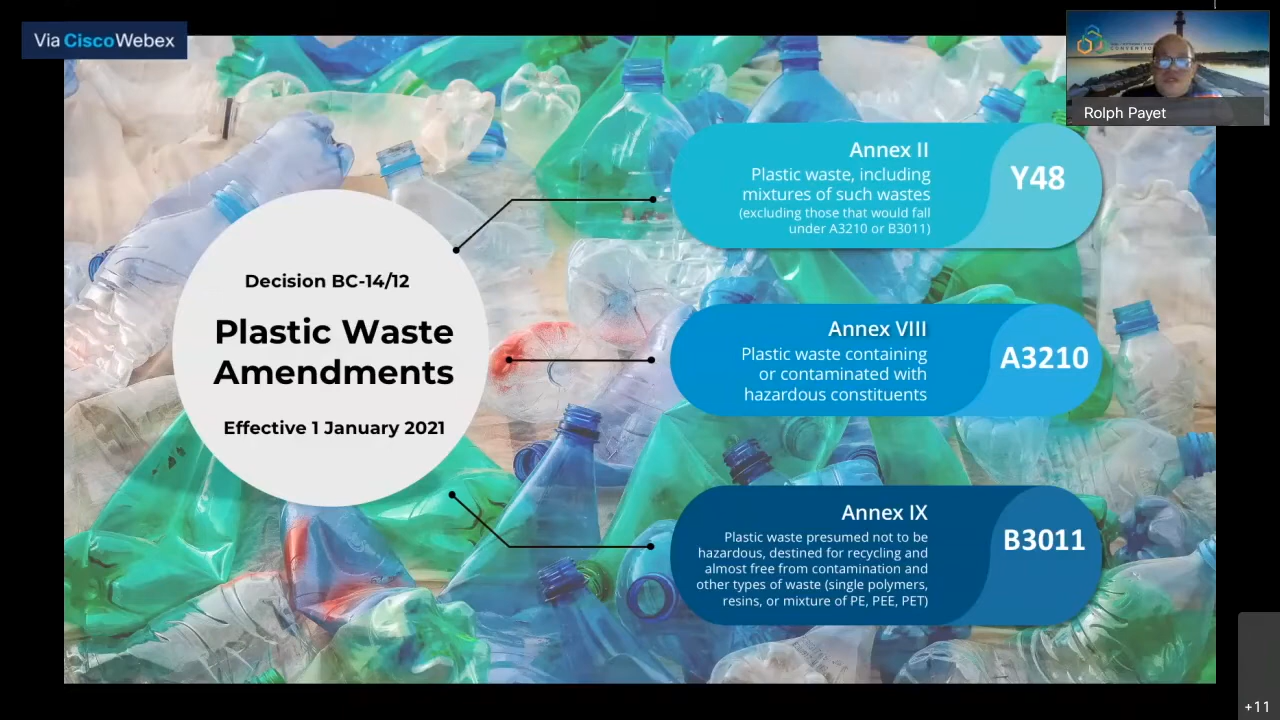 Via CiscoWebex
Rolph Payet
Decision BC-14/12
Plastic Waste
Amendments
Effective 1 January 2021
Annex II
Plastic waste, including
mixtures of such wastes
(excluding those that would fall
under A3210 or B3011)
Y48
Annex VIII
Plastic waste containing
or contaminated with
hazardous constituents
A3210
Annex IX
Plastic waste presumed not to be
hazardous, destined for recycling and
almost free from contamination and
other types of waste (single polymers,
resins, or mixture of PE, PEE, PET)
B3011
+11